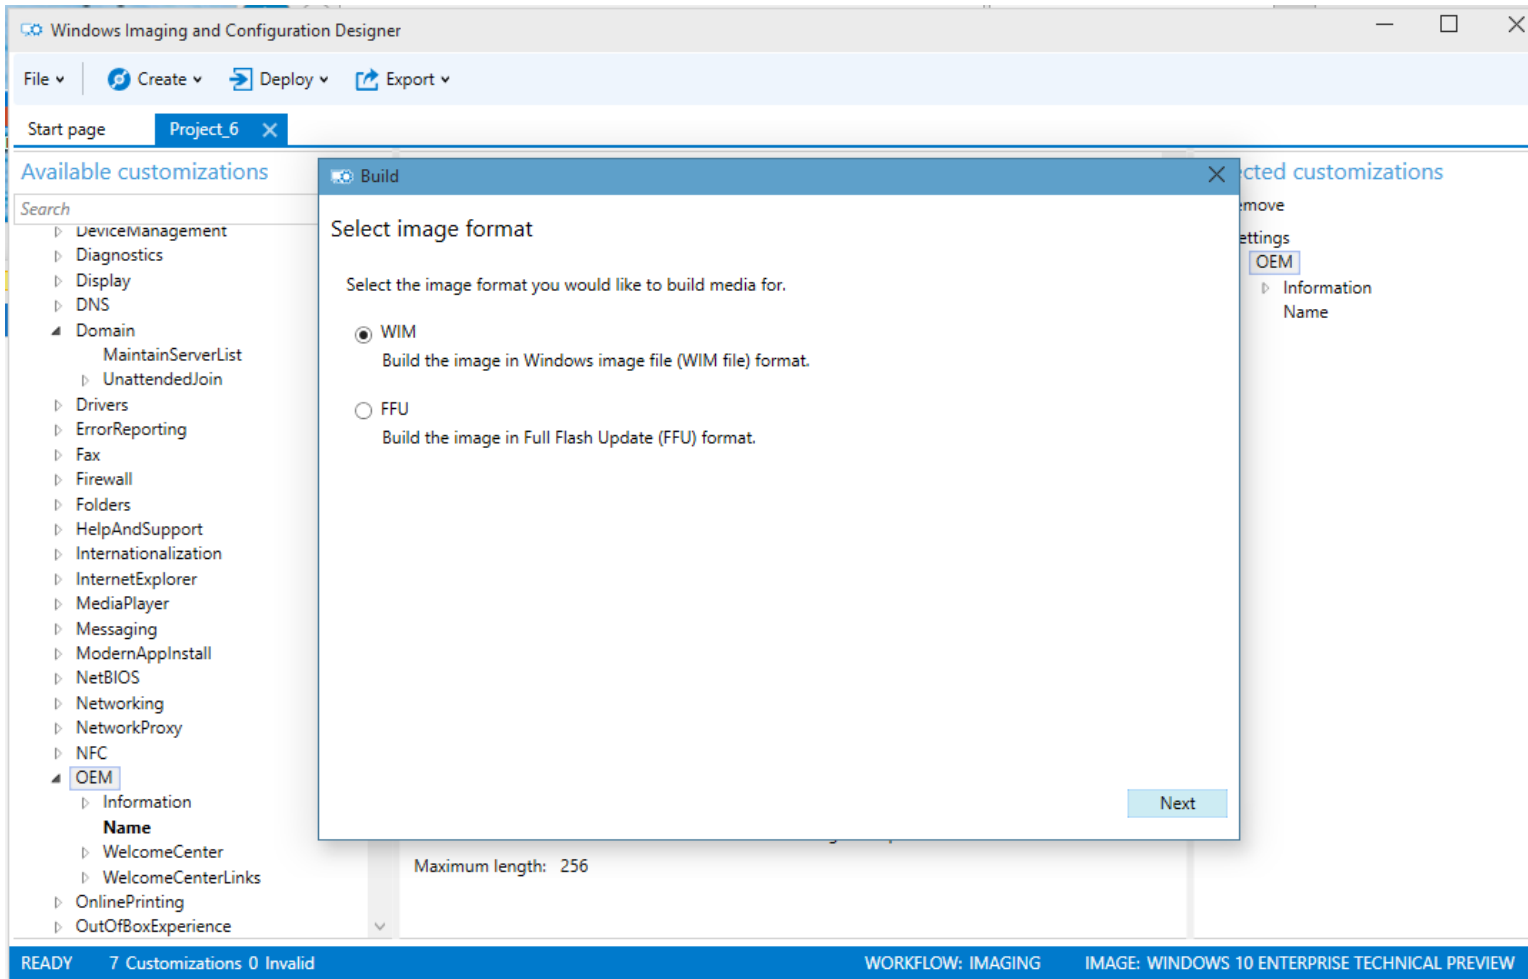 Windows Imaging and Configuration Designer
File
Create
Deploy
Export
Start page
Project_6
Available customizations
Search
DeviceManagement
Diagnostics
Display
DNS
Domain
MaintainServerList
UnattendedJoin
Drivers
ErrorReporting
Fax
Firewall
Folders
HelpAndSupport
Internationalization
InternetExplorer
MediaPlayer
Messaging
ModernAppInstall
NetBIOS
Networking
NetworkProxy
NFC
OEM
Information
Name
WelcomeCenter
WelcomeCenterLinks
OnlinePrinting
OutOfBoxExperience
Build
Select image format
Select the image format you would like to build media for.
WIM
Build the image in Windows image file (WIM file) format.
FFU
Build the image in Full Flash Update (FFU) format.
Next
Maximum length: 256
cted customizations
emove
ettings
OEM
Information
Name
READY 7 Customizations 0 Invalid
WORKFLOW: IMAGING IMAGE: WINDOWS 10 ENTERPRISE TECHNICAL PREVIEW